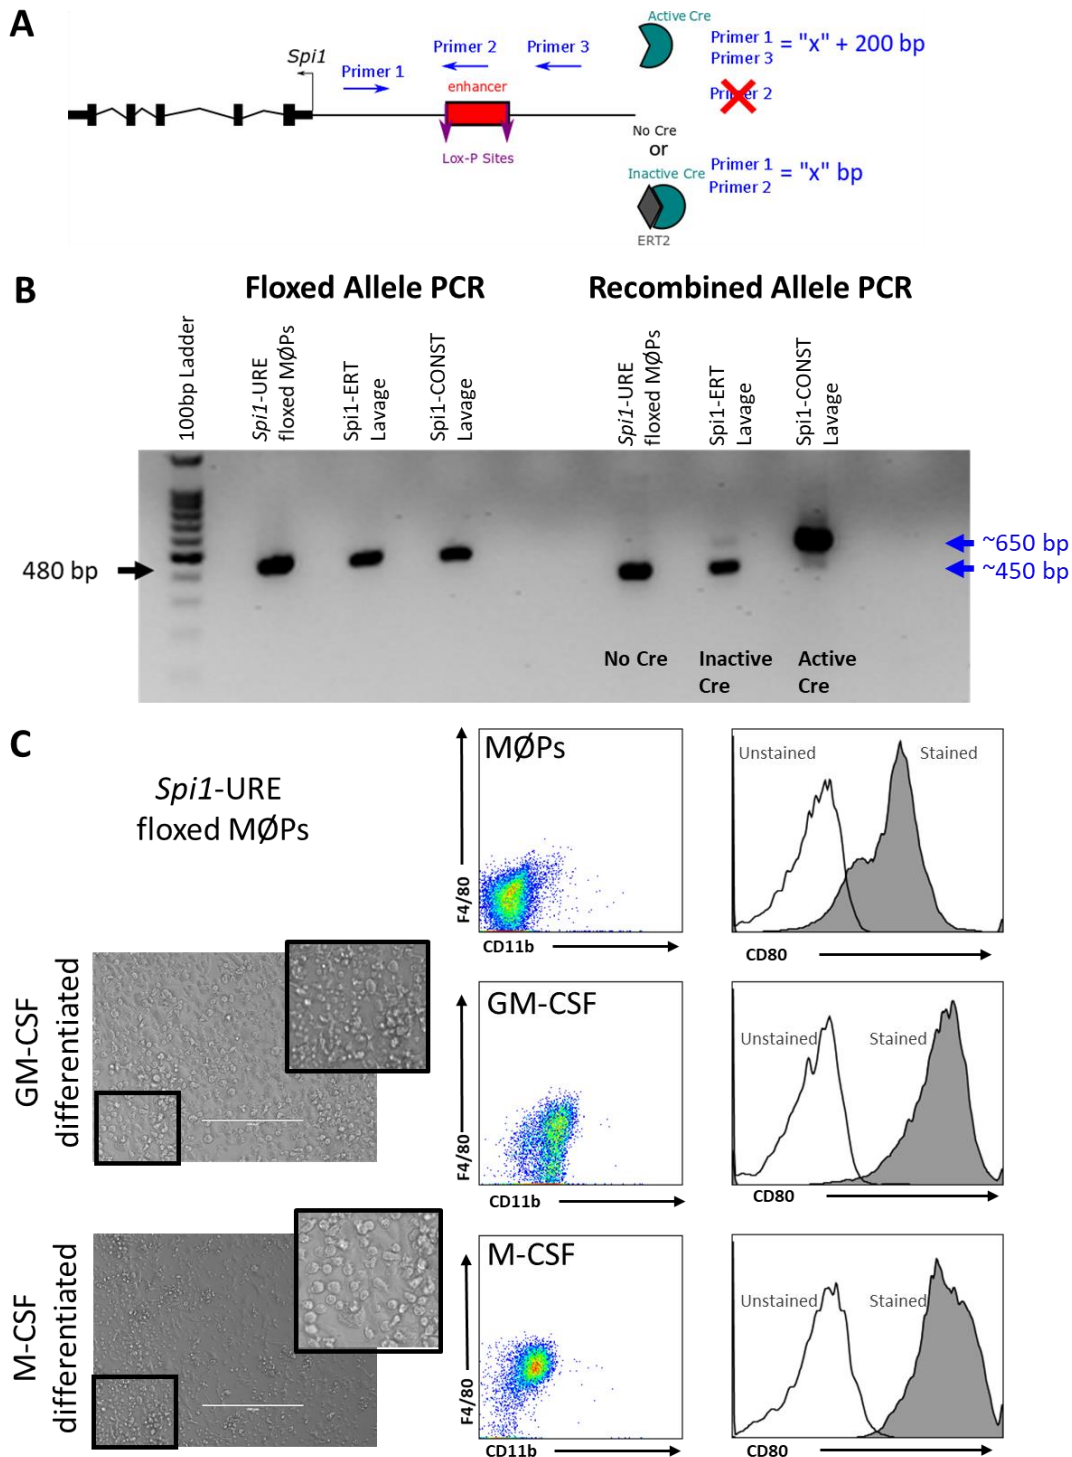 A
Spi1
Primer 1
Primer 2
Primer 3
enhancer
Lox-P Sites
Active Cre
Primer 1
Primer 3
= "x" + 200 bp
Primer 2
No Cre
or
Inactive Cre
ERT2
Primer 1
Primer 2
= "x" bp
B
Floxed Allele PCR
Recombined Allele PCR
100bp Ladder
Spi1-URE
floxed MØPs
Spi1-ERT
Lavage
Spi1-CONST
Lavage
Spi1-URE
floxed MØPs
Spi1-ERT
Lavage
Spi1-CONST
Lavage
480 bp
~650 bp
~450 bp
No Cre
Inactive
Cre
Active
Cre
C
Spi1-URE
floxed MØPs
MØPs
F4/80
CD11b
Unstained
Stained
CD80
GM-CSF
differentiated
GM-CSF
F4/80
CD11b
Unstained
Stained
CD80
M-CSF
differentiated
M-CSF
F4/80
CD11b
Unstained
Stained
CD80